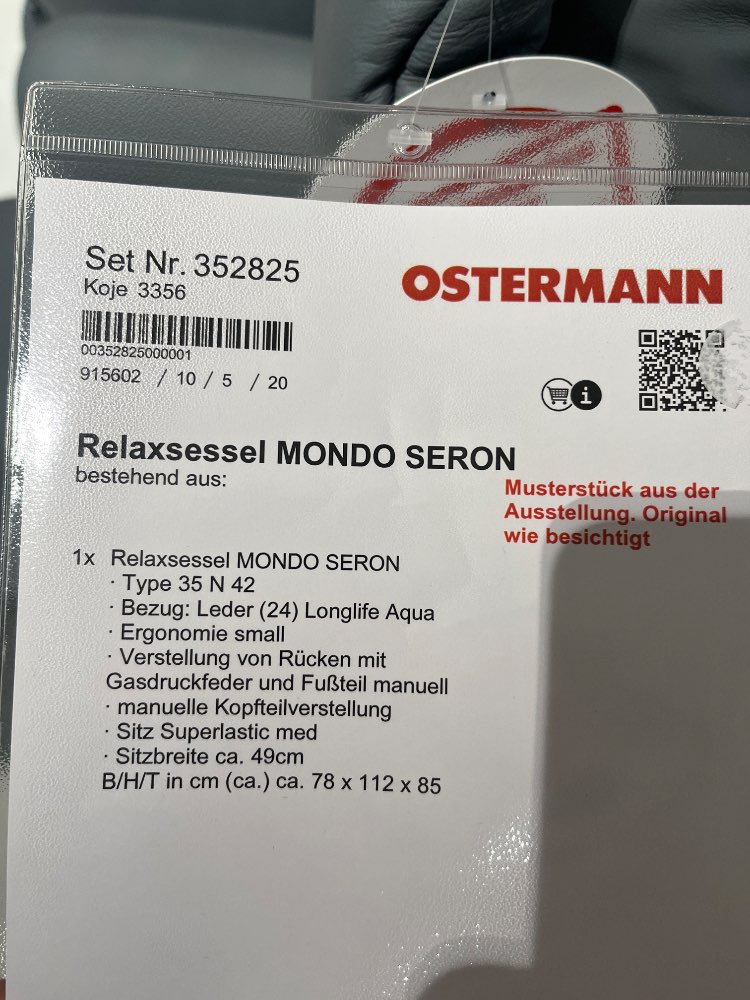 Set Nr. 352825
Koje 3356
OSTERMANN
00352825000001
915602 / 10 / 5 / 20
i
Relaxsessel MONDO SERON
bestehend aus:
Musterstück aus der
Ausstellung. Original
wie besichtigt
1x Relaxsessel MONDO SERON
· Type 35 N 42
· Bezug: Leder (24) Longlife Aqua
· Ergonomie small
· Verstellung von Rücken mit
Gasdruckfeder und Fußteil manuell
· manuelle Kopfteilverstellung
· Sitz Superlastic med
· Sitzbreite ca. 49cm
B/H/T in cm (ca.) ca. 78 x 112 x 85